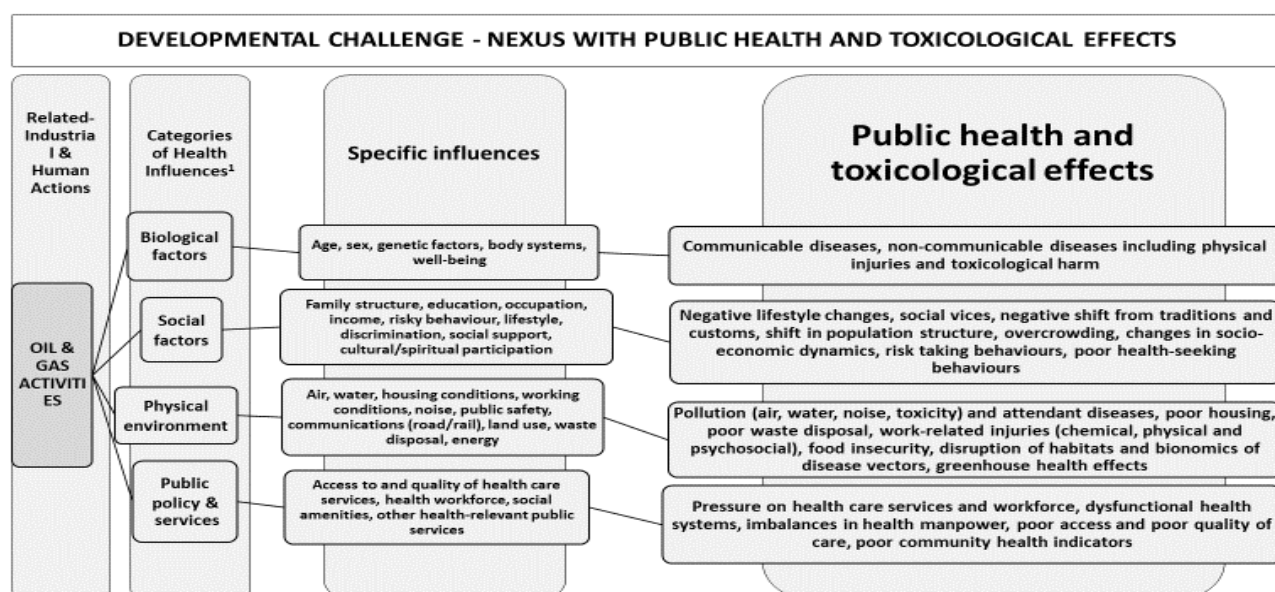 DEVELOPMENTAL CHALLENGE - NEXUS WITH PUBLIC HEALTH AND TOXICOLOGICAL EFFECTS
Related-
Industria
l &
Human
Actions
Categories
of Health
Influences¹
Specific influences
Public health and
toxicological effects
OIL &
GAS
ACTIVITI
ES
Biological
factors
Age, sex, genetic factors, body systems,
well-being
Communicable diseases, non-communicable diseases including physical
injuries and toxicological harm
Social
factors
Family structure, education, occupation,
income, risky behaviour, lifestyle,
discrimination, social support,
cultural/spiritual participation
Negative lifestyle changes, social vices, negative shift from traditions and
customs, shift in population structure, overcrowding, changes in socio-
economic dynamics, risk taking behaviours, poor health-seeking
behaviours
Physical
environment
Air, water, housing conditions, working
conditions, noise, public safety,
communications (road/rail), land use, waste
disposal, energy
Pollution (air, water, noise, toxicity) and attendant diseases, poor housing,
poor waste disposal, work-related injuries (chemical, physical and
psychosocial), food insecurity, disruption of habitats and bionomics of
disease vectors, greenhouse health effects
Public
policy &
services
Access to and quality of health care
services, health workforce, social
amenities, other health-relevant public
services
Pressure on health care services and workforce, dysfunctional health
systems, imbalances in health manpower, poor access and poor quality of
care, poor community health indicators